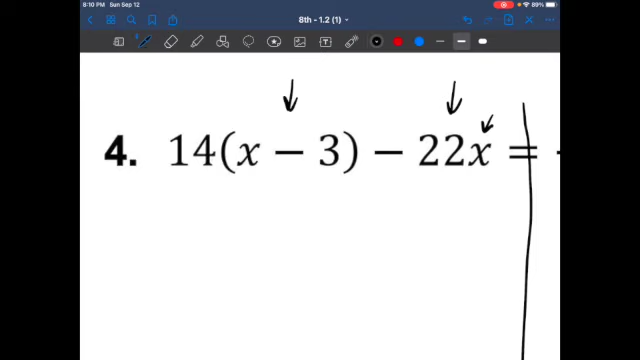 8:10 PM Sun Sep 12 89%
8th - 1.2 (1)
4. 14(x − 3) − 22x = -